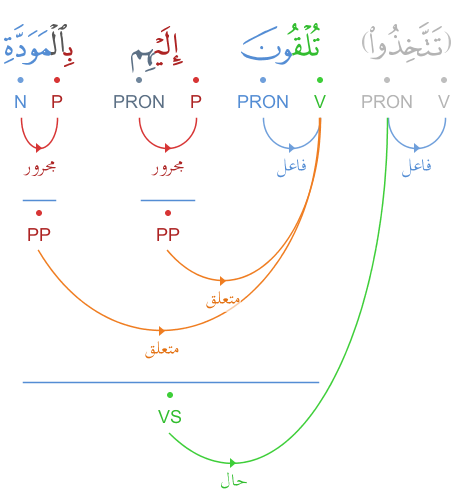 (تَتَّخِذُوا۟) تُلْقُونَ إِلَيْهِم بِٱلْمَوَدَّةِ
V PRON V PRON P PRON P N
فاعل فاعل مجرور مجرور
PP PP
متعلق
متعلق
VS
حال